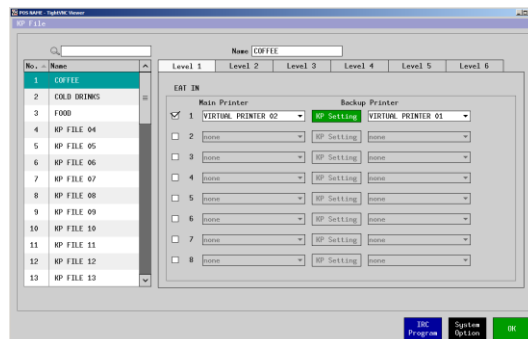 POS NAME - TightVNC Viewer
KP File
Name COFFEE
No. Name
1 COFFEE
2 COLD DRINKS
3 FOOD
4 KP FILE 04
5 KP FILE 05
6 KP FILE 06
7 KP FILE 07
8 KP FILE 08
9 KP FILE 09
10 KP FILE 10
11 KP FILE 11
12 KP FILE 12
13 KP FILE 13
Level 1 Level 2 Level 3 Level 4 Level 5 Level 6
EAT IN
Main Printer Backup Printer
1 VIRTUAL PRINTER 02 KP Setting VIRTUAL PRINTER 01
2 none KP Setting none
3 none KP Setting none
4 none KP Setting none
5 none KP Setting none
6 none KP Setting none
7 none KP Setting none
8 none KP Setting none
IRC Program
System Option
OK